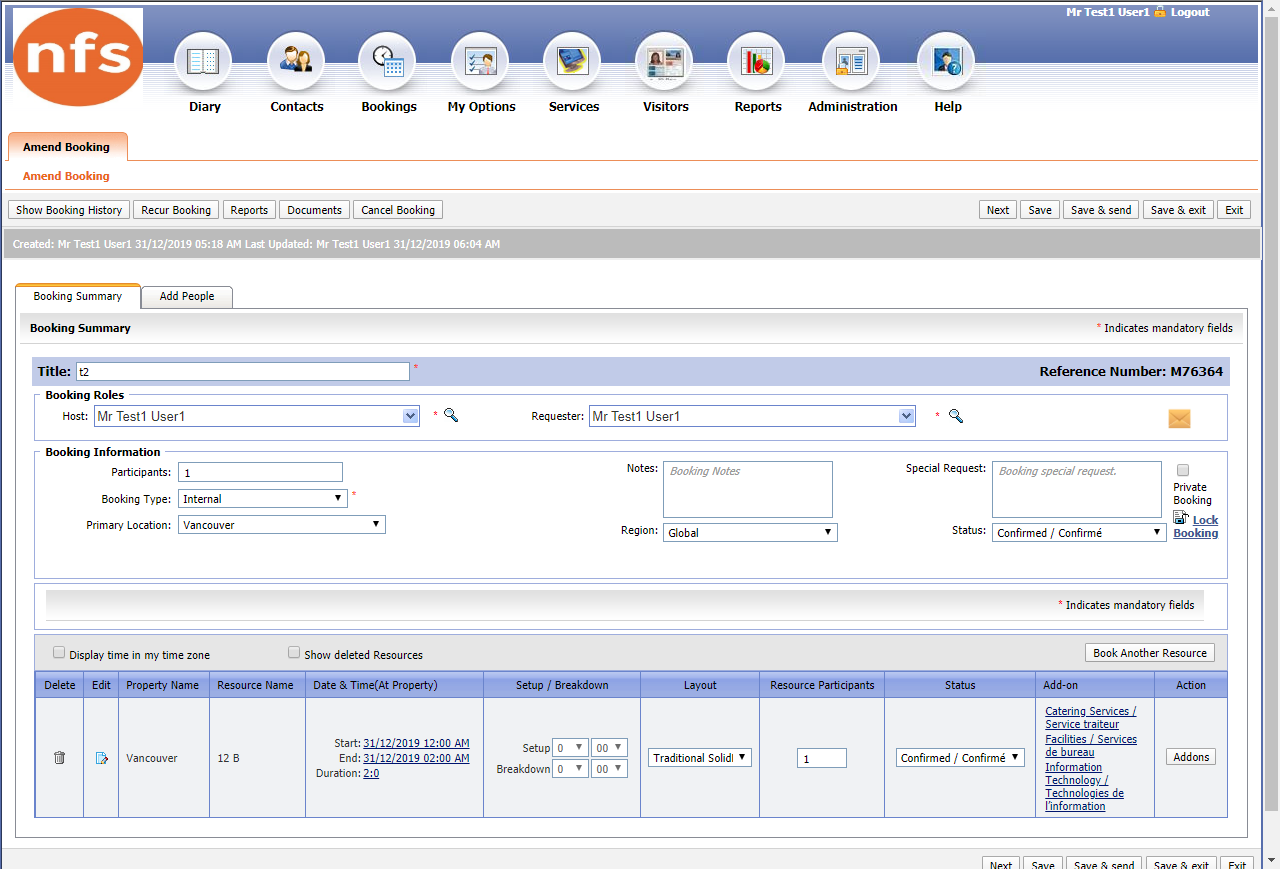 Mr Test1 User1 Logout
nfs
Diary Contacts Bookings My Options Services Visitors Reports Administration Help
Amend Booking
Amend Booking
Show Booking History Recur Booking Reports Documents Cancel Booking Next Save Save & send Save & exit Exit
Created: Mr Test1 User1 31/12/2019 05:18 AM Last Updated: Mr Test1 User1 31/12/2019 06:04 AM
Booking Summary Add People
Booking Summary * Indicates mandatory fields
Title: t2 * Reference Number: M76364
Booking Roles
Host: Mr Test1 User1 * Requester: Mr Test1 User1 *
Booking Information
Participants: 1 Notes: Booking Notes Special Request: Booking special request.
Private
Booking
Booking Type: Internal *
Primary Location: Vancouver Region: Global Status: Confirmed / Confirmé
Lock
Booking
* Indicates mandatory fields
Display time in my time zone Show deleted Resources Book Another Resource
Delete Edit Property Name Resource Name Date & Time(At Property) Setup / Breakdown Layout Resource Participants Status Add-on Action
Vancouver 12 B
Start: 31/12/2019 12:00 AM
End: 31/12/2019 02:00 AM
Duration: 2:0
Setup 0 00
Breakdown 0 00
Traditional Solid 1 Confirmed / Confirmé
Catering Services /
Service traiteur
Facilities / Services
de bureau
Information
Technology /
Technologies de
l'information
Addons
Next Save Save & send Save & exit Exit